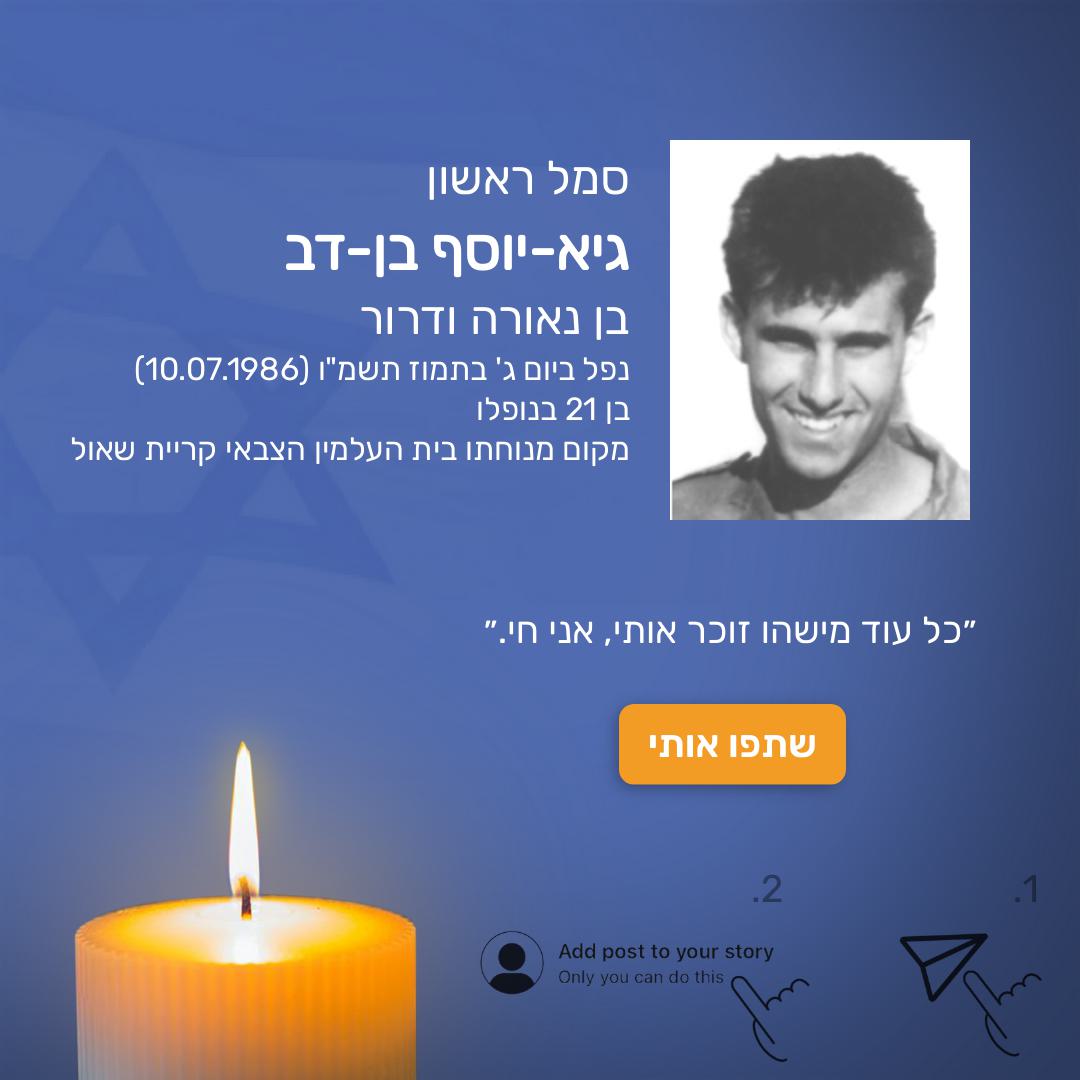 סמל ראשון
גיא-יוסף בן-דב
בן נאורה ודרור
נפל ביום ג' בתמוז תשמ"ו (10.07.1986)
בן 21 בנופלו
מקום מנוחתו בית העלמין הצבאי קריית שאול
״כל עוד מישהו זוכר אותי, אני חי.״
שתפו אותי
1.
2.
Add post to your story
Only you can do this